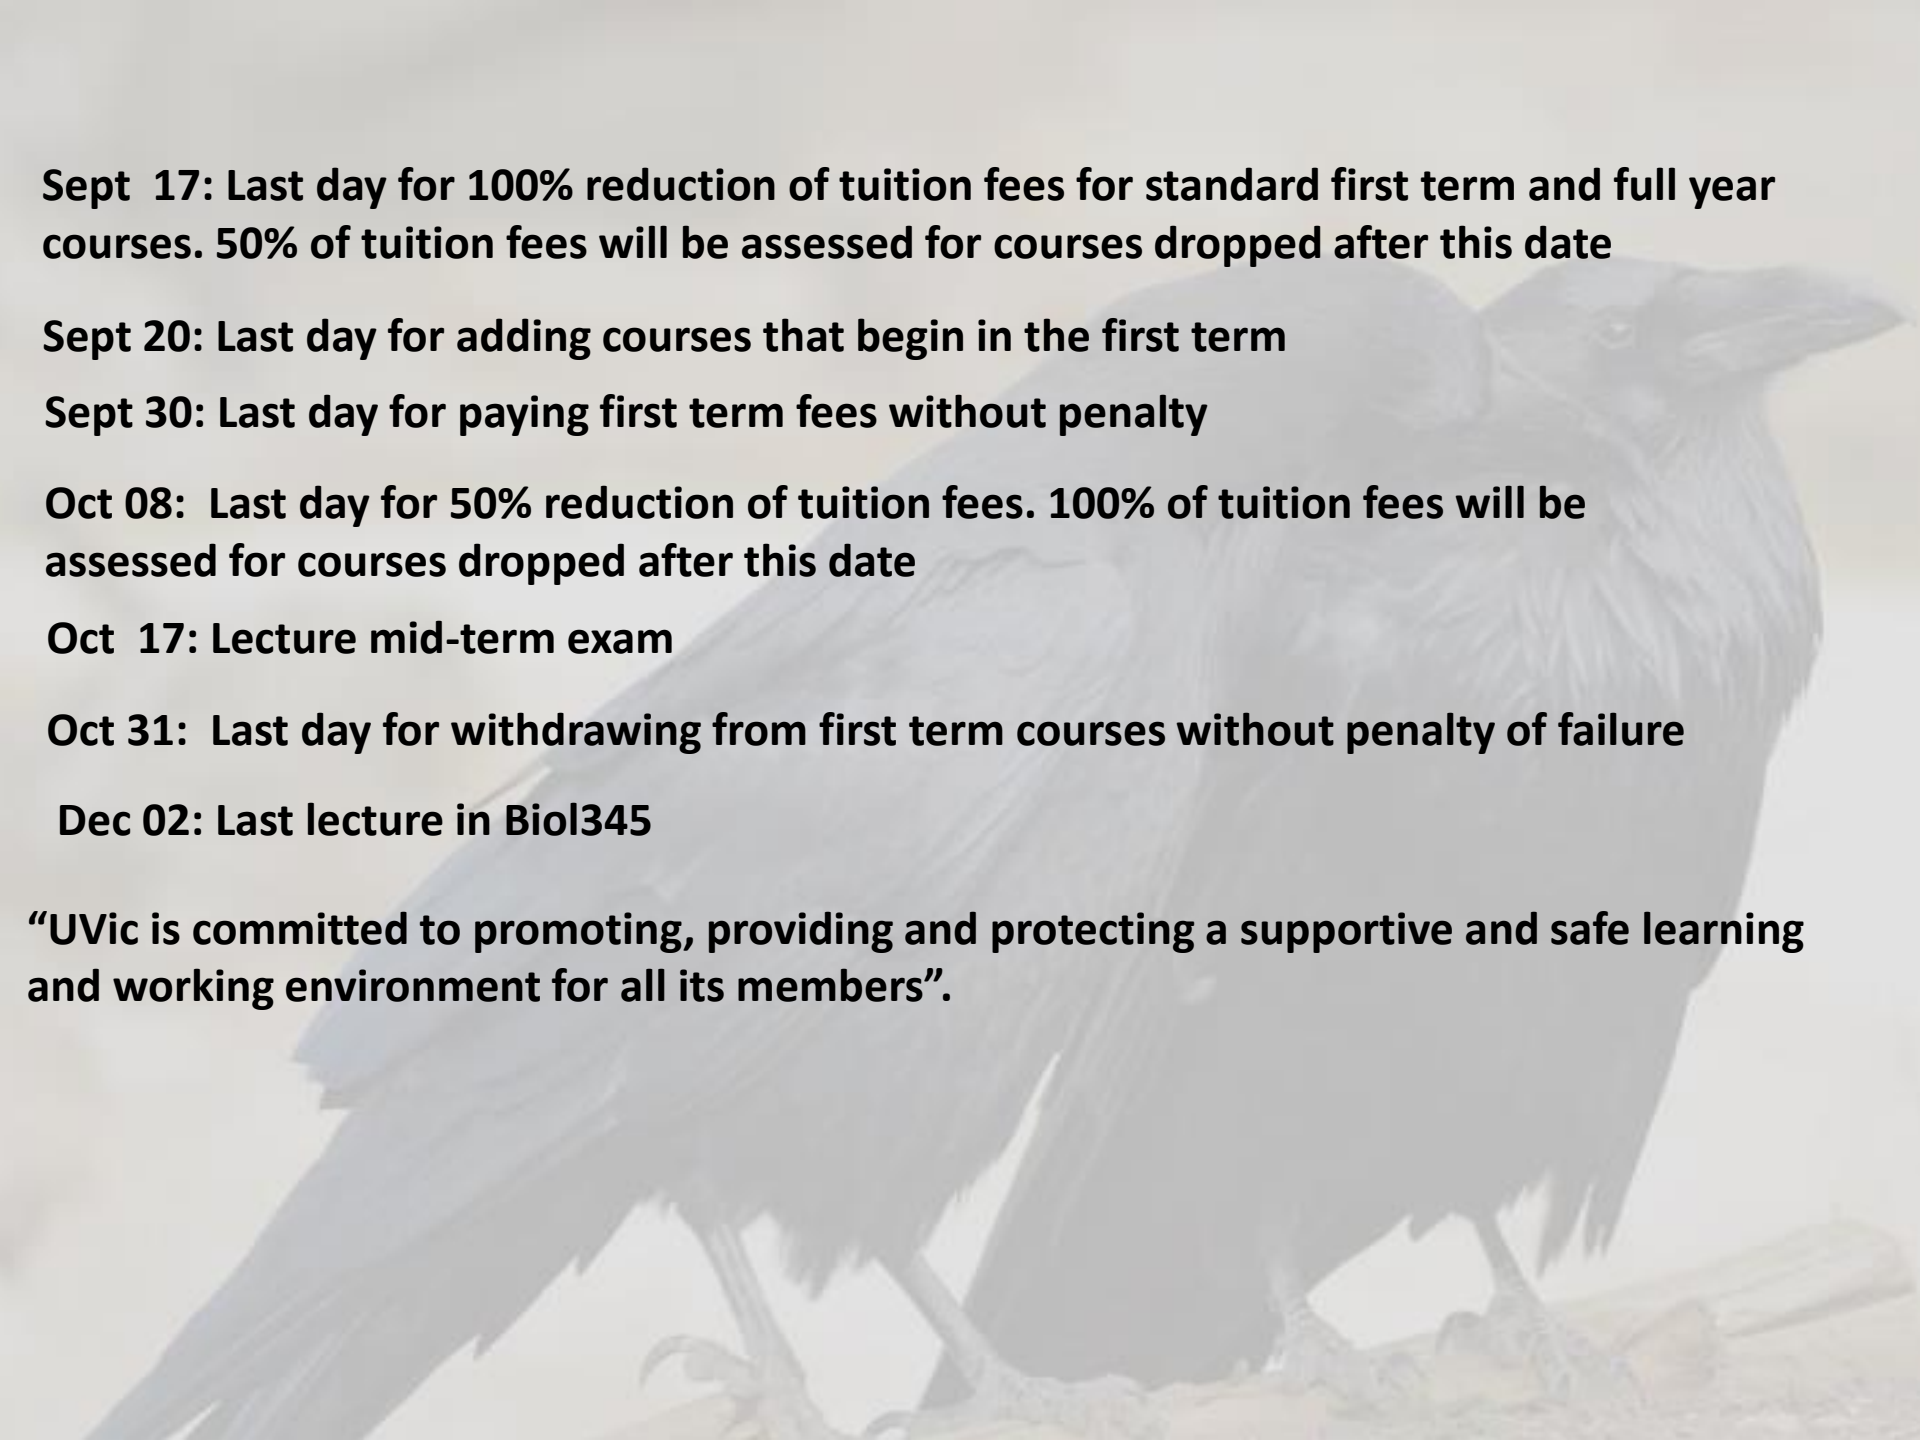 Sept  17: Last day for 100% reduction of tuition fees for standard first term and full year
courses. 50% of tuition fees will be assessed for courses dropped after this date
Sept 20: Last day for adding courses that begin in the first term
Sept 30: Last day for paying first term fees without penalty
Oct 08:  Last day for 50% reduction of tuition fees. 100% of tuition fees will be
assessed for courses dropped after this date
Oct  17: Lecture mid-term exam
Oct 31:  Last day for withdrawing from first term courses without penalty of failure
Dec 02: Last lecture in Biol345
“UVic is committed to promoting, providing and protecting a supportive and safe learning
and working environment for all its members”.